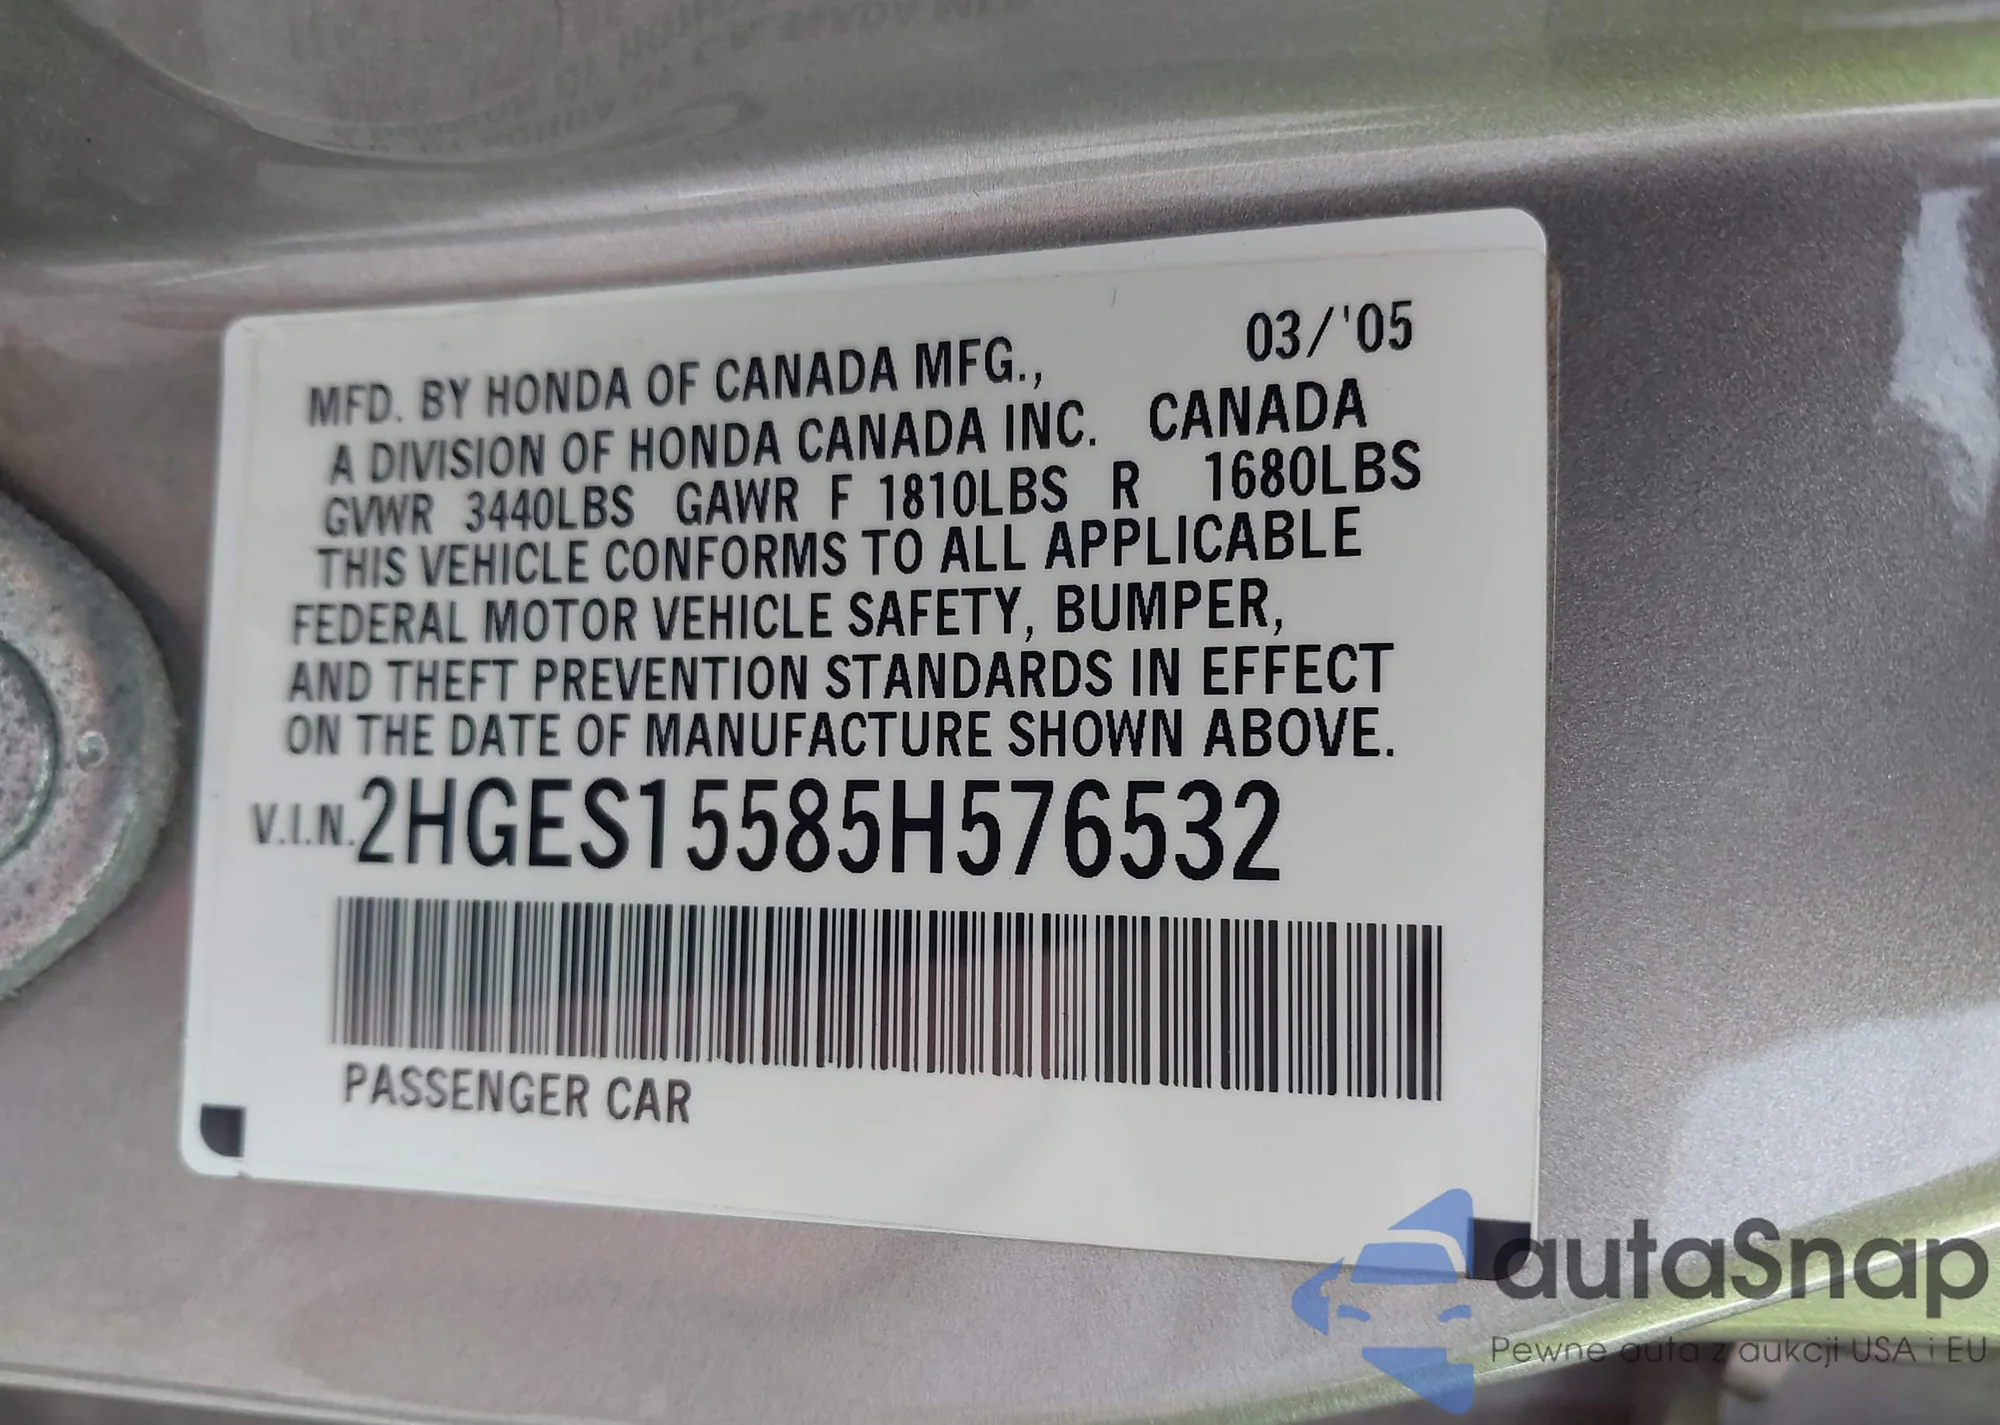 MFD. BY HONDA OF CANADA MFG., 03/'05
A DIVISION OF HONDA CANADA INC. CANADA
GVWR 3440LBS GAWR F 1810LBS R 1680LBS
THIS VEHICLE CONFORMS TO ALL APPLICABLE
FEDERAL MOTOR VEHICLE SAFETY, BUMPER,
AND THEFT PREVENTION STANDARDS IN EFFECT
ON THE DATE OF MANUFACTURE SHOWN ABOVE.
V.I.N. 2HGES15585H576532
PASSENGER CAR
autaSnap
Pewne auta z aukcji USA i EU